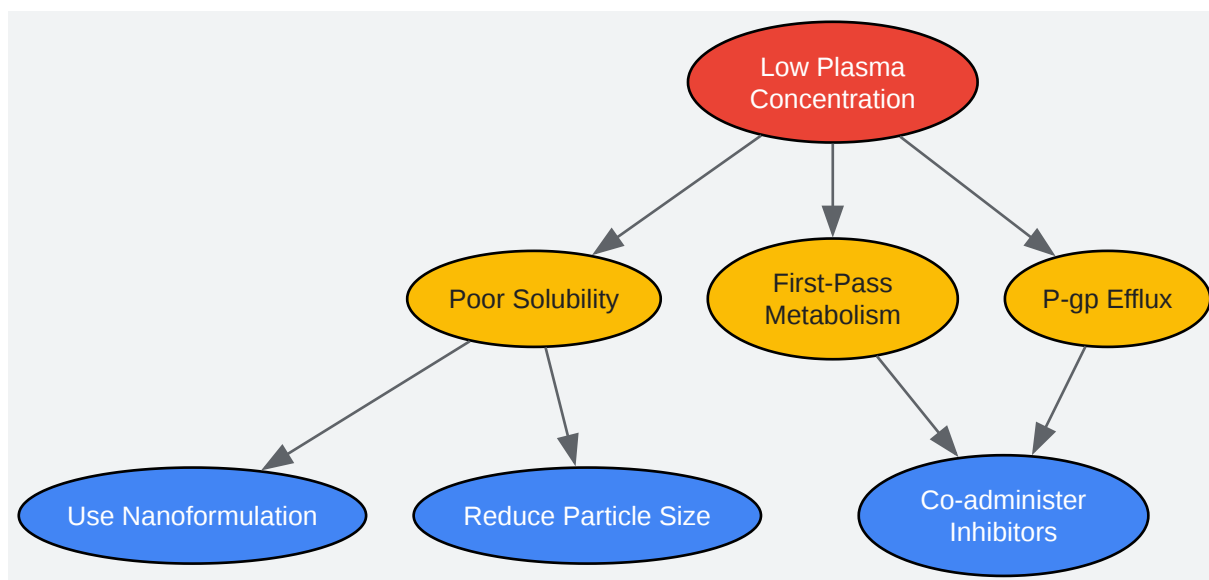 Low Plasma
Concentration
Poor Solubility
First-Pass
Metabolism
P-gp Efflux
Use Nanoformulation
Reduce Particle Size
Co-administer
Inhibitors